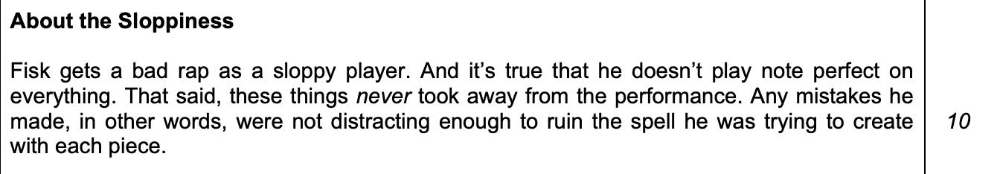 About the Sloppiness
Fisk gets a bad rap as a sloppy player. And it’s true that he doesn’t play note perfect on
everything. That said, these things never took away from the performance. Any mistakes he
made, in other words, were not distracting enough to ruin the spell he was trying to create
10
with each piece.